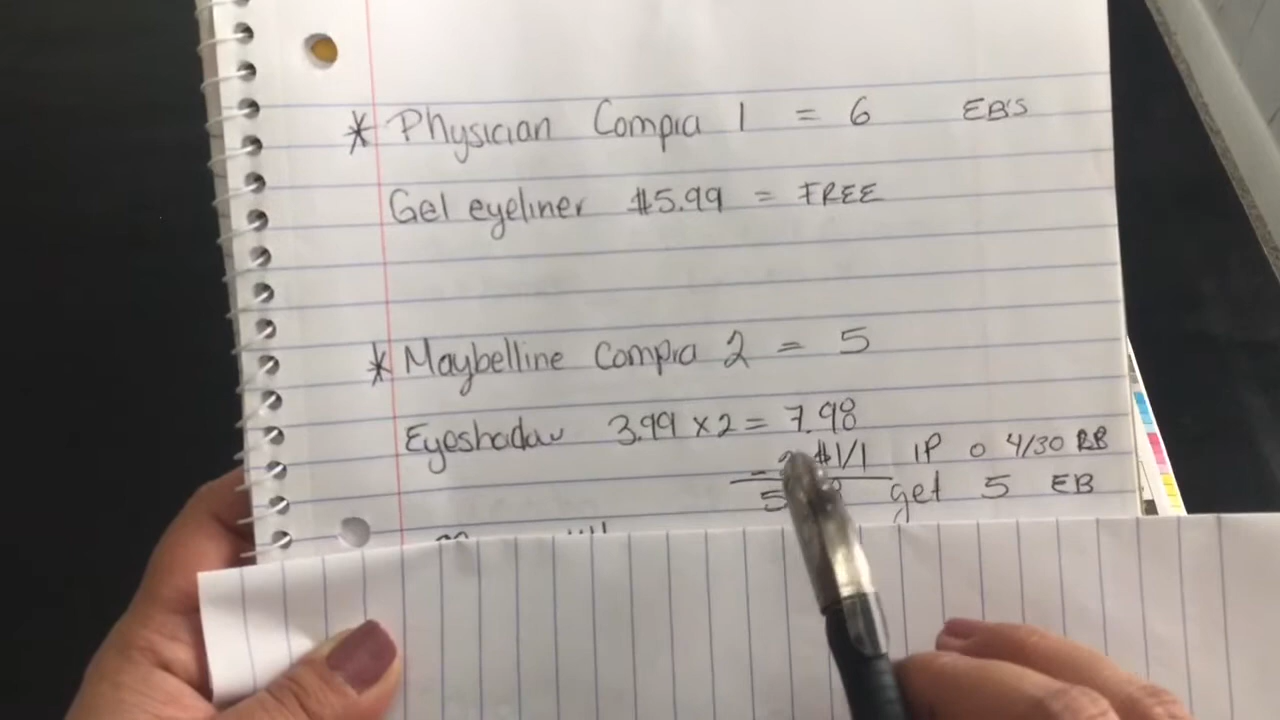 * Physician Compra 1 = 6 EB'S
Gel eyeliner $5.99 = FREE
* Maybelline Compra 2 = 5
Eyeshadow 3.99 x 2 = 7.98
- $1/1 IP o 4/30 RB
5 get 5 EB